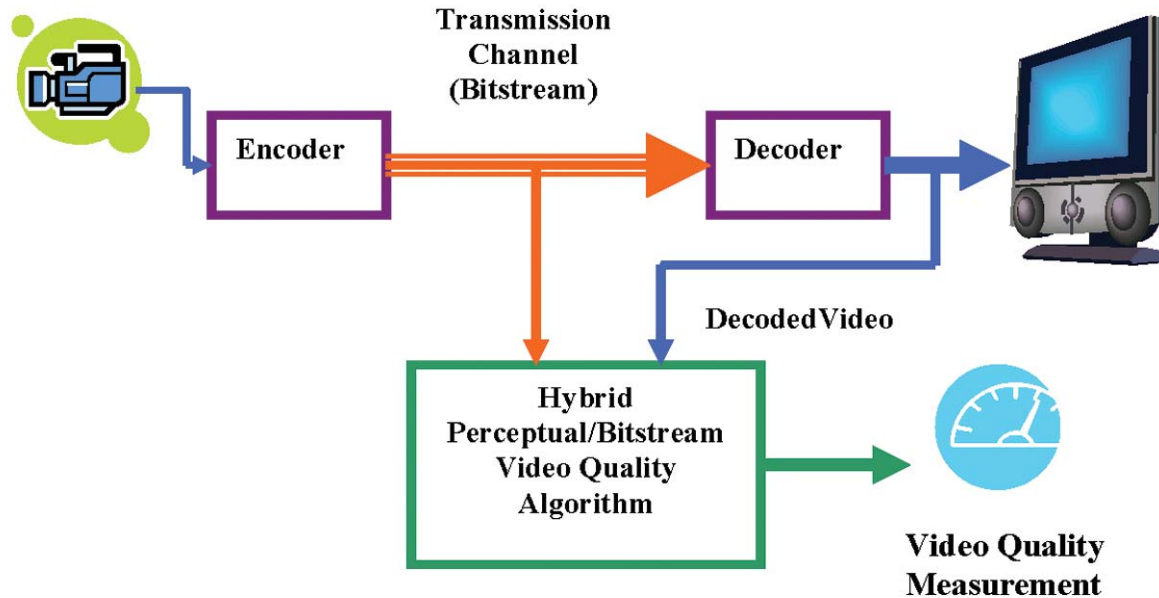 Transmission
Channel
(Bitstream)
Encoder
Decoder
DecodedVideo
Hybrid
Perceptual/Bitstream
Video Quality
Algorithm
Video Quality
Measurement